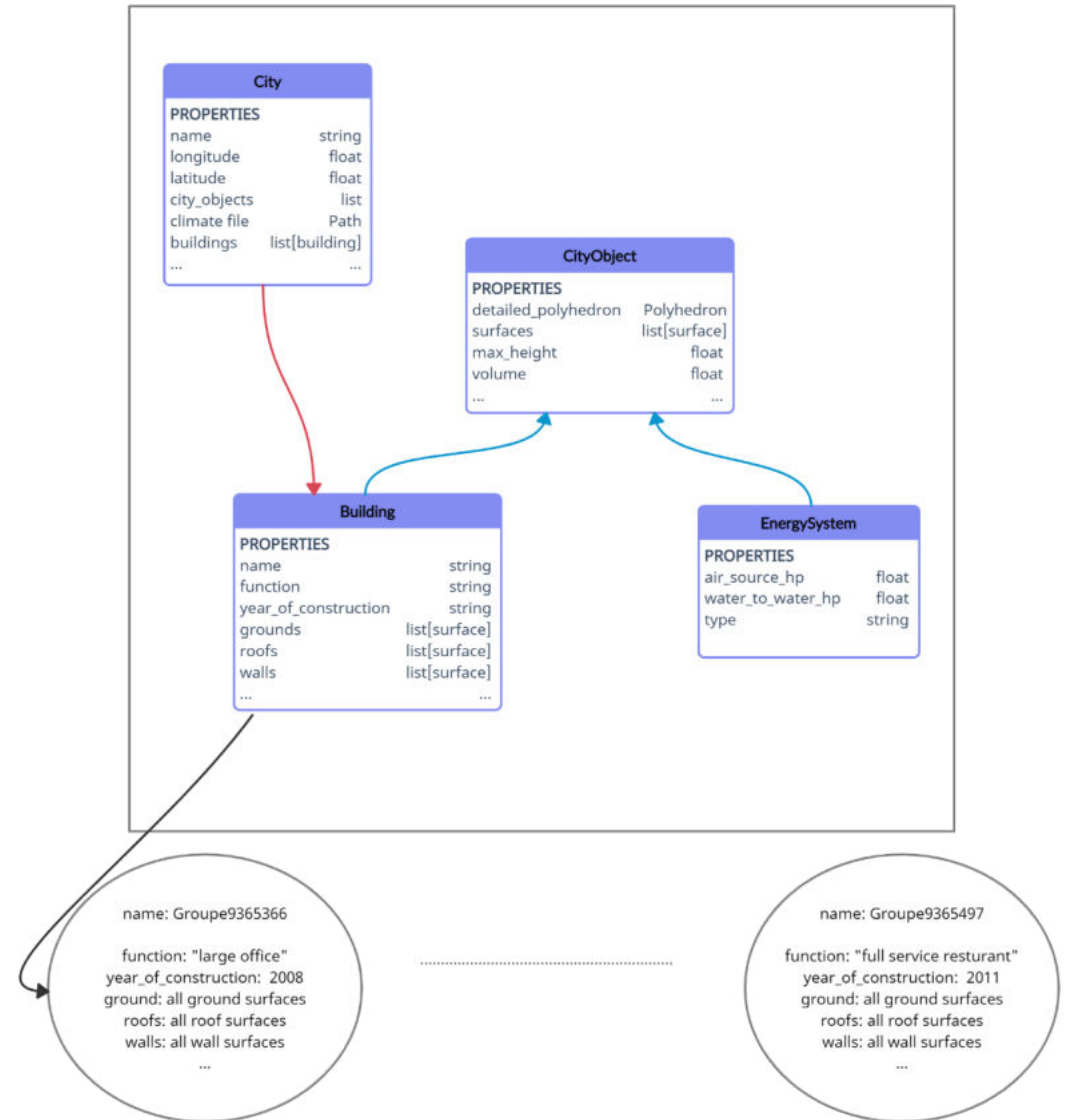 City
PROPERTIES
name string
longitude float
latitude float
city_objects list
climate file Path
buildings list[building]
... ...
CityObject
PROPERTIES
detailed_polyhedron Polyhedron
surfaces list[surface]
max_height float
volume float
... ...
Building
PROPERTIES
name string
function string
year_of_construction string
grounds list[surface]
roofs list[surface]
walls list[surface]
... ...
EnergySystem
PROPERTIES
air_source_hp float
water_to_water_hp float
type string
name: Groupe9365366
function: "large office"
year_of_construction: 2008
ground: all ground surfaces
roofs: all roof surfaces
walls: all wall surfaces
...
name: Groupe9365497
function: "full service resturant"
year_of_construction: 2011
ground: all ground surfaces
roofs: all roof surfaces
walls: all wall surfaces
...